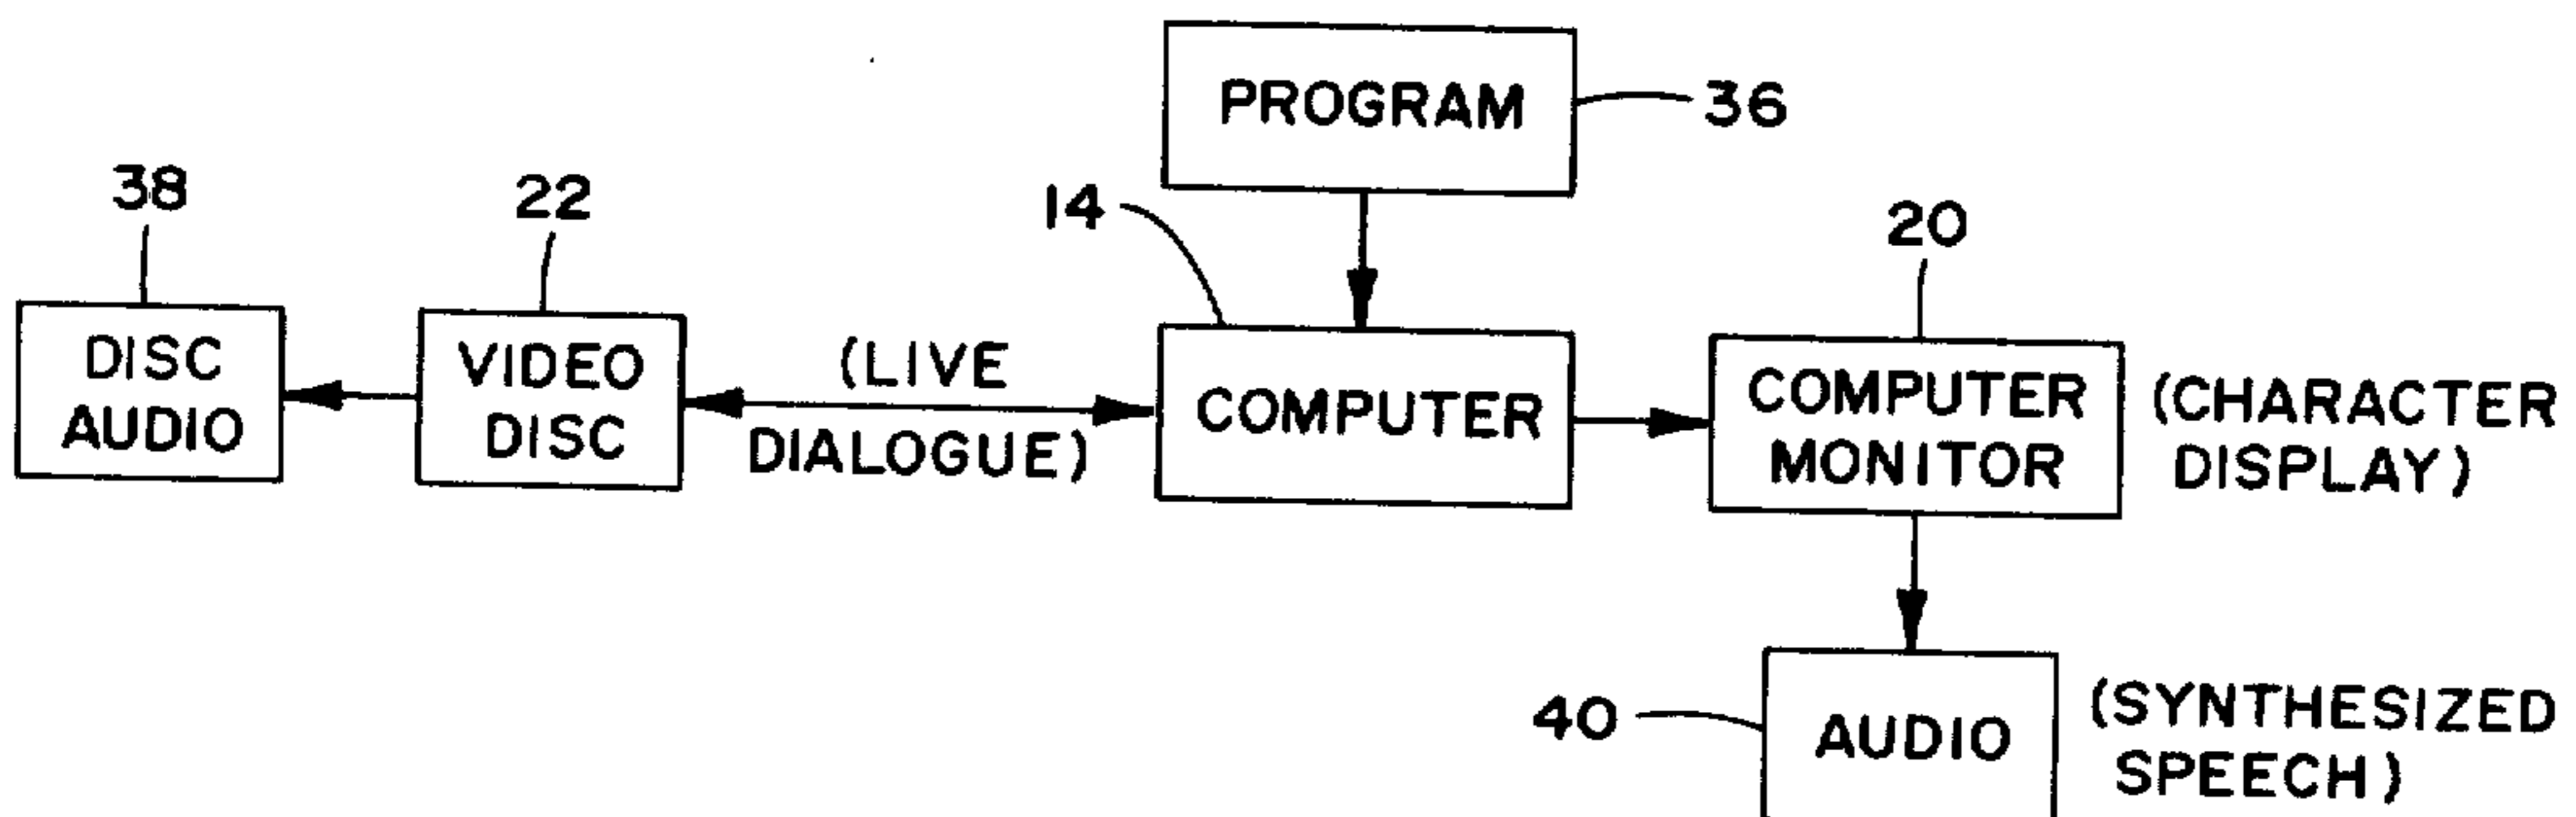 PROGRAM
36
38
22
14
20
DISC
AUDIO
VIDEO
DISC
(LIVE
DIALOGUE)
COMPUTER
COMPUTER
MONITOR
(CHARACTER
DISPLAY)
40
AUDIO
(SYNTHESIZED
SPEECH)